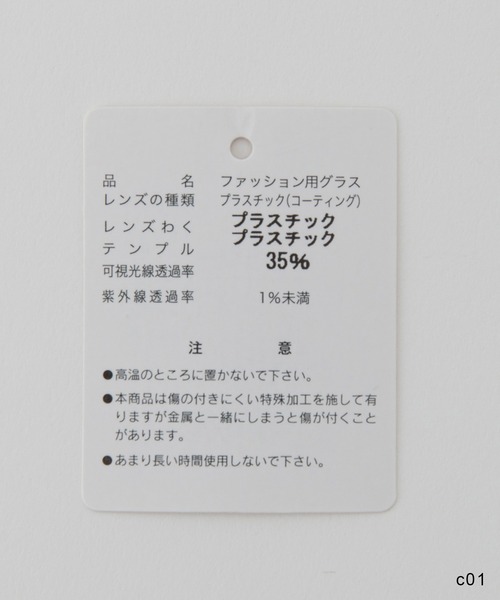 品名 ファッション用グラス
レンズの種類 プラスチック(コーティング)
レンズわく プラスチック
テンプル プラスチック
可視光線透過率 35%
紫外線透過率 1%未満
注意
●高温のところに置かないで下さい。
●本商品は傷の付きにくい特殊加工を施して有
りますが金属と一緒にしまうと傷が付くこと
があります。
●あまり長い時間使用しないで下さい。
c01